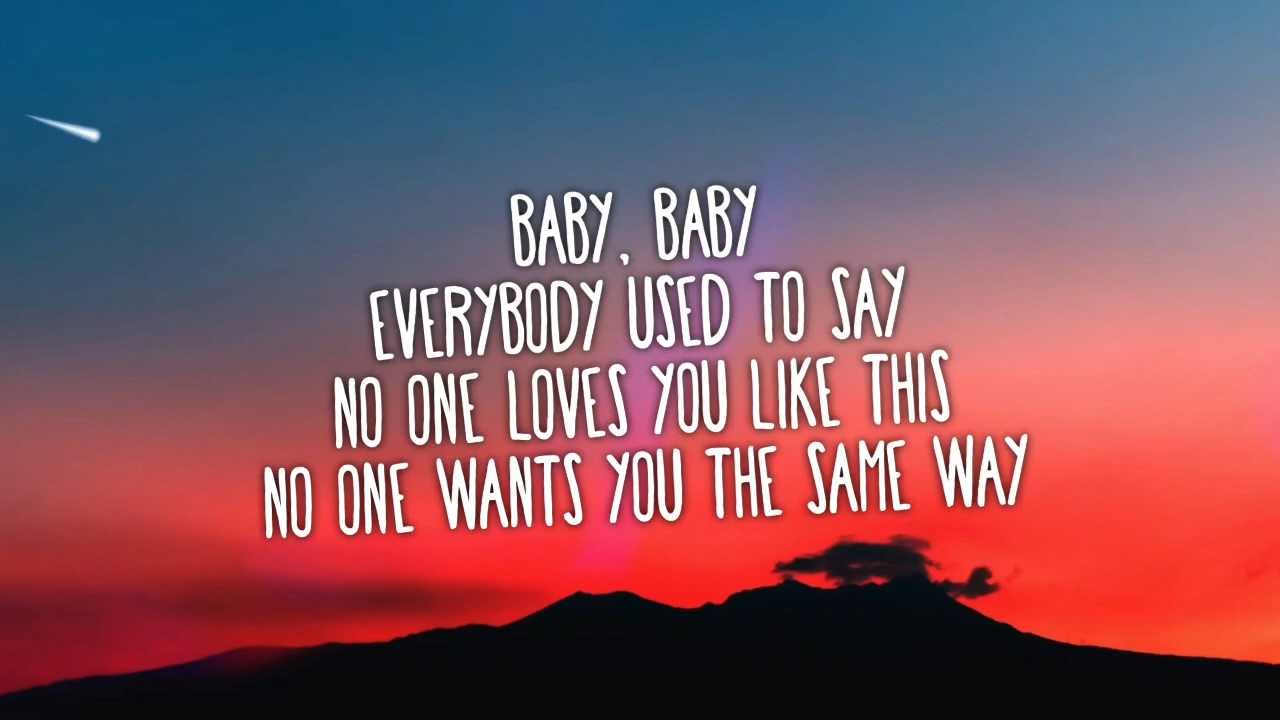 BABY, BABY
EVERYBODY USED TO SAY
NO ONE LOVES YOU LIKE THIS
NO ONE WANTS YOU THE SAME WAY